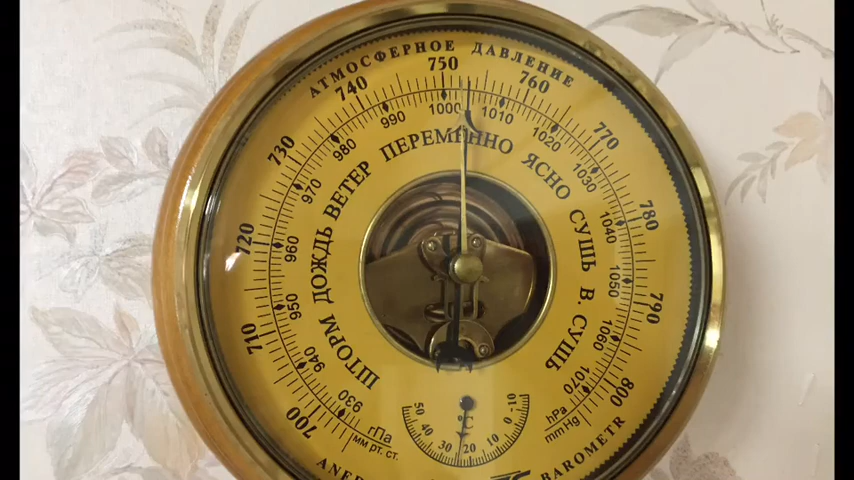 АТМОСФЕРНОЕ ДАВЛЕНИЕ
700 710 720 730 740 750 760 770 780 790 800
930 940 950 960 970 980 990 1000 1010 1020 1030 1040 1050 1060 1070
ШТОРМ ДОЖДЬ ВЕТЕР ПЕРЕМЕННО ЯСНО СУШЬ В. СУШЬ
гПа
мм рт. ст.
hPa
mmHg
50 40 30 20 10 0 -10
°C
BAROMETR